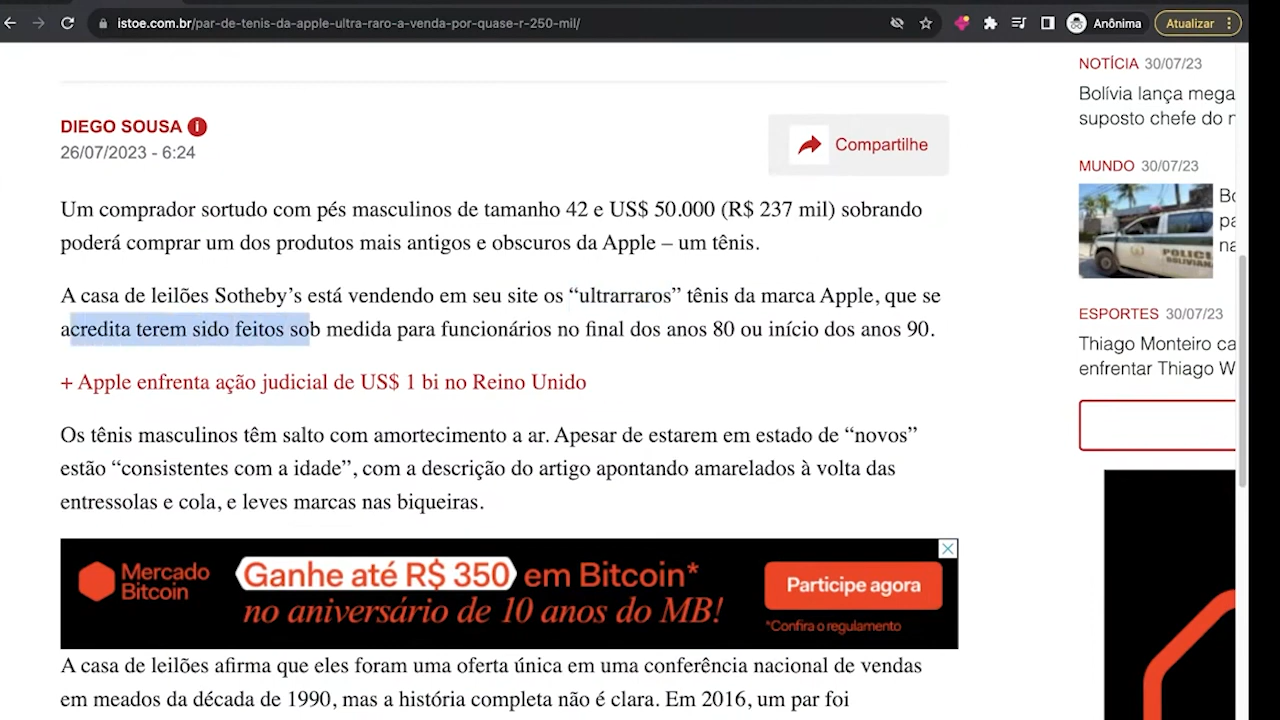 istoe.com.br/par-de-tenis-da-apple-ultra-raro-a-venda-por-quase-r-250-mil/
Anônima
Atualizar
DIEGO SOUSA i
26/07/2023 - 6:24
Compartilhe
Um comprador sortudo com pés masculinos de tamanho 42 e US$ 50.000 (R$ 237 mil) sobrando
poderá comprar um dos produtos mais antigos e obscuros da Apple – um tênis.
A casa de leilões Sotheby’s está vendendo em seu site os “ultrarraros” tênis da marca Apple, que se
acredita terem sido feitos sob medida para funcionários no final dos anos 80 ou início dos anos 90.
+ Apple enfrenta ação judicial de US$ 1 bi no Reino Unido
Os tênis masculinos têm salto com amortecimento a ar. Apesar de estarem em estado de “novos”
estão “consistentes com a idade”, com a descrição do artigo apontando amarelados à volta das
entressolas e cola, e leves marcas nas biqueiras.
Mercado
Bitcoin
Ganhe até R$ 350 em Bitcoin*
no aniversário de 10 anos do MB!
Participe agora
*Confira o regulamento
A casa de leilões afirma que eles foram uma oferta única em uma conferência nacional de vendas
em meados da década de 1990, mas a história completa não é clara. Em 2016, um par foi
NOTÍCIA 30/07/23
Bolívia lança mega
suposto chefe do
MUNDO 30/07/23
POLICIA
BOLIVIANA
ESPORTES 30/07/23
Thiago Monteiro ca
enfrentar Thiago W